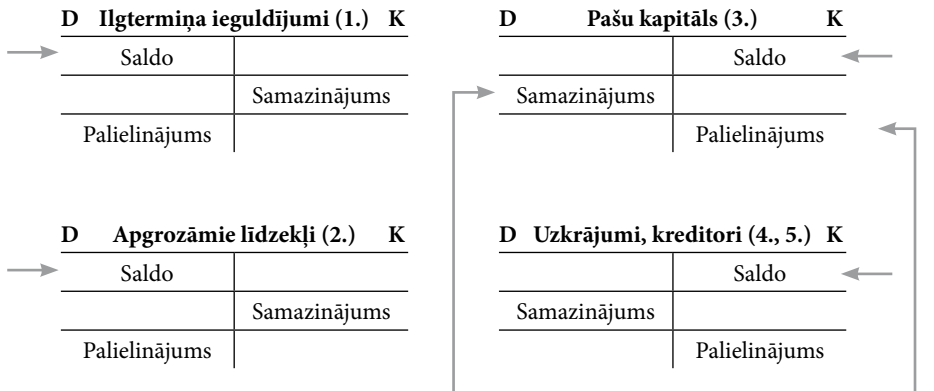 D Ilgtermiņa ieguldījumi (1.) K
Saldo
Samazinājums
Palielinājums
D Pašu kapitāls (3.) K
Saldo
Samazinājums
Palielinājums
D Apgrozāmie līdzekļi (2.) K
Saldo
Samazinājums
Palielinājums
D Uzkrājumi, kreditori (4., 5.) K
Saldo
Samazinājums
Palielinājums